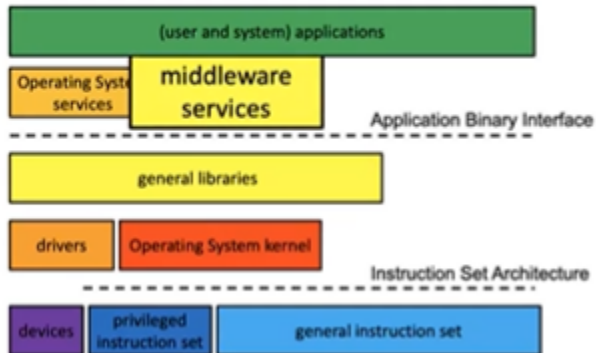 (user and system) applications
Operating Syste
services
middleware
services
Application Binary Interface
general libraries
drivers
Operating System kernel
Instruction Set Architecture
devices
privileged
instruction set
general instruction set